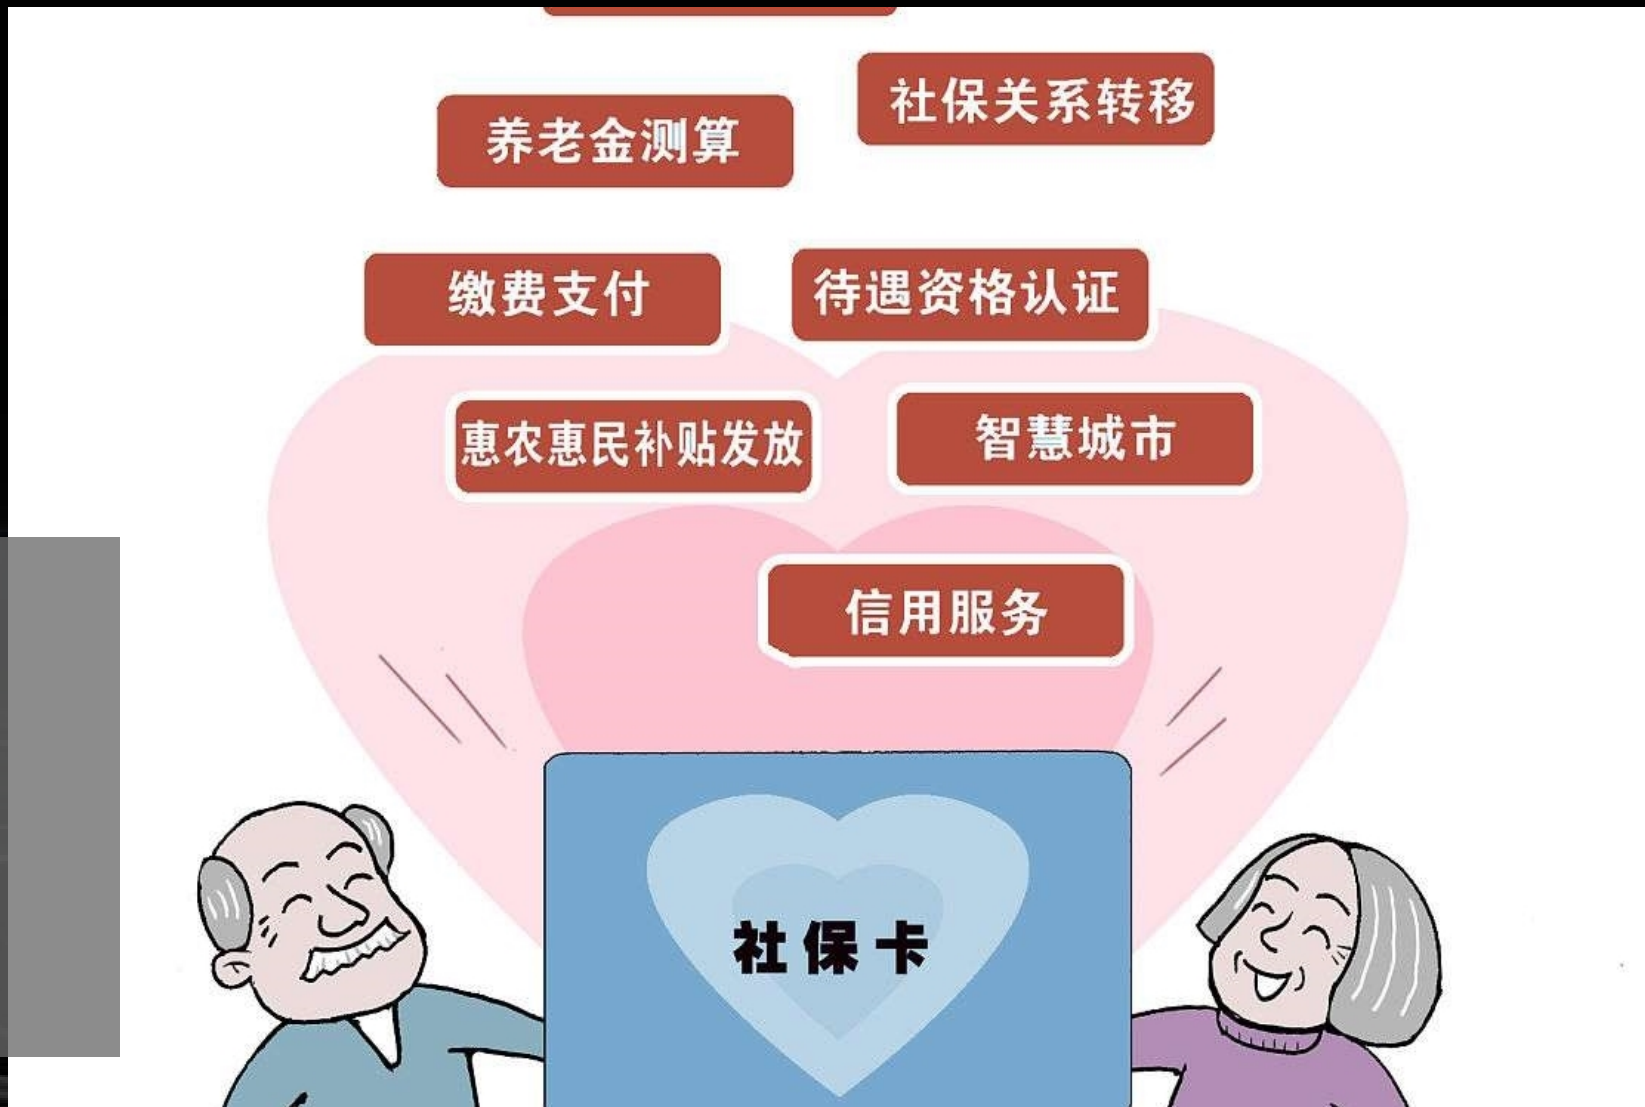 社保关系转移
养老金测算
缴费支付
待遇资格认证
惠农惠民补贴发放
智慧城市
信用服务
社保卡